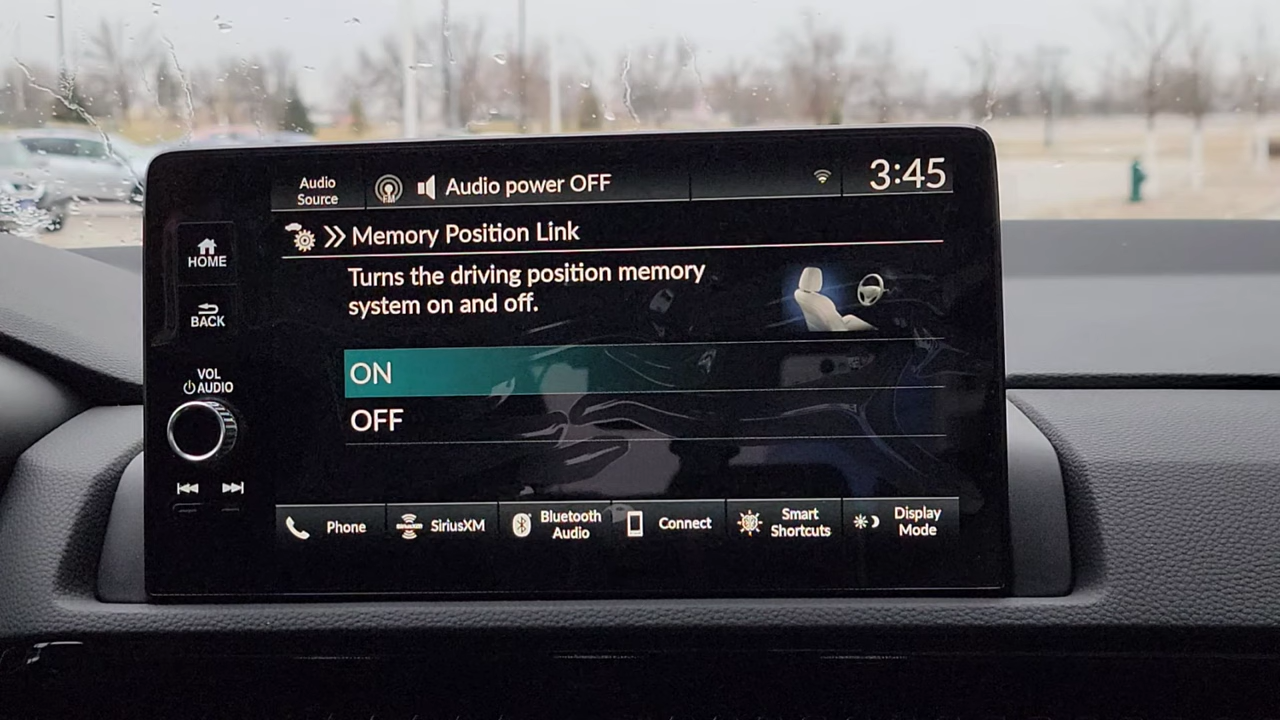 Audio
Source
FM
Audio power OFF
3:45
Memory Position Link
HOME
Turns the driving position memory
system on and off.
BACK
ON
VOL
AUDIO
OFF
Phone
SiriusXM
Bluetooth
Audio
Connect
Smart
Shortcuts
Display
Mode